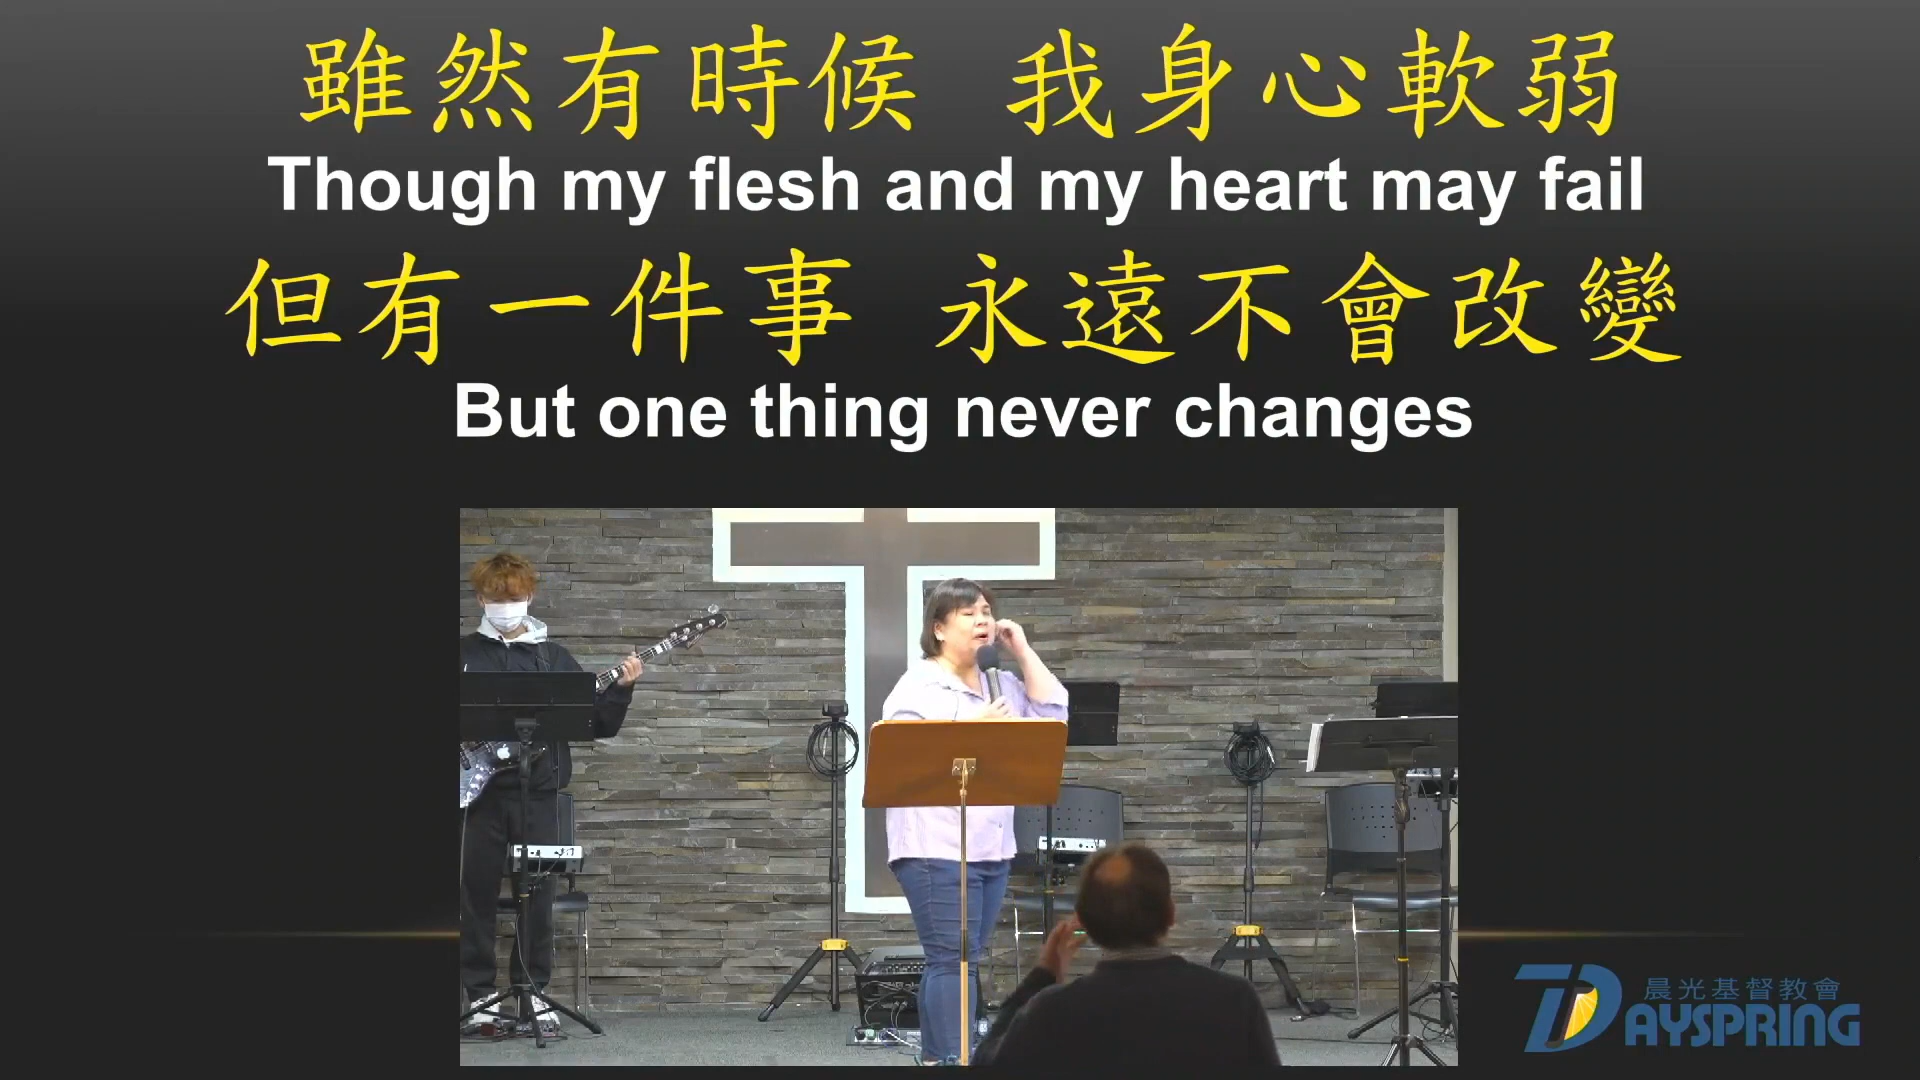 雖然有時候 我身心軟弱
Though my flesh and my heart may fail
但有一件事 永遠不會改變
But one thing never changes
晨光基督教會
DAYSPRING